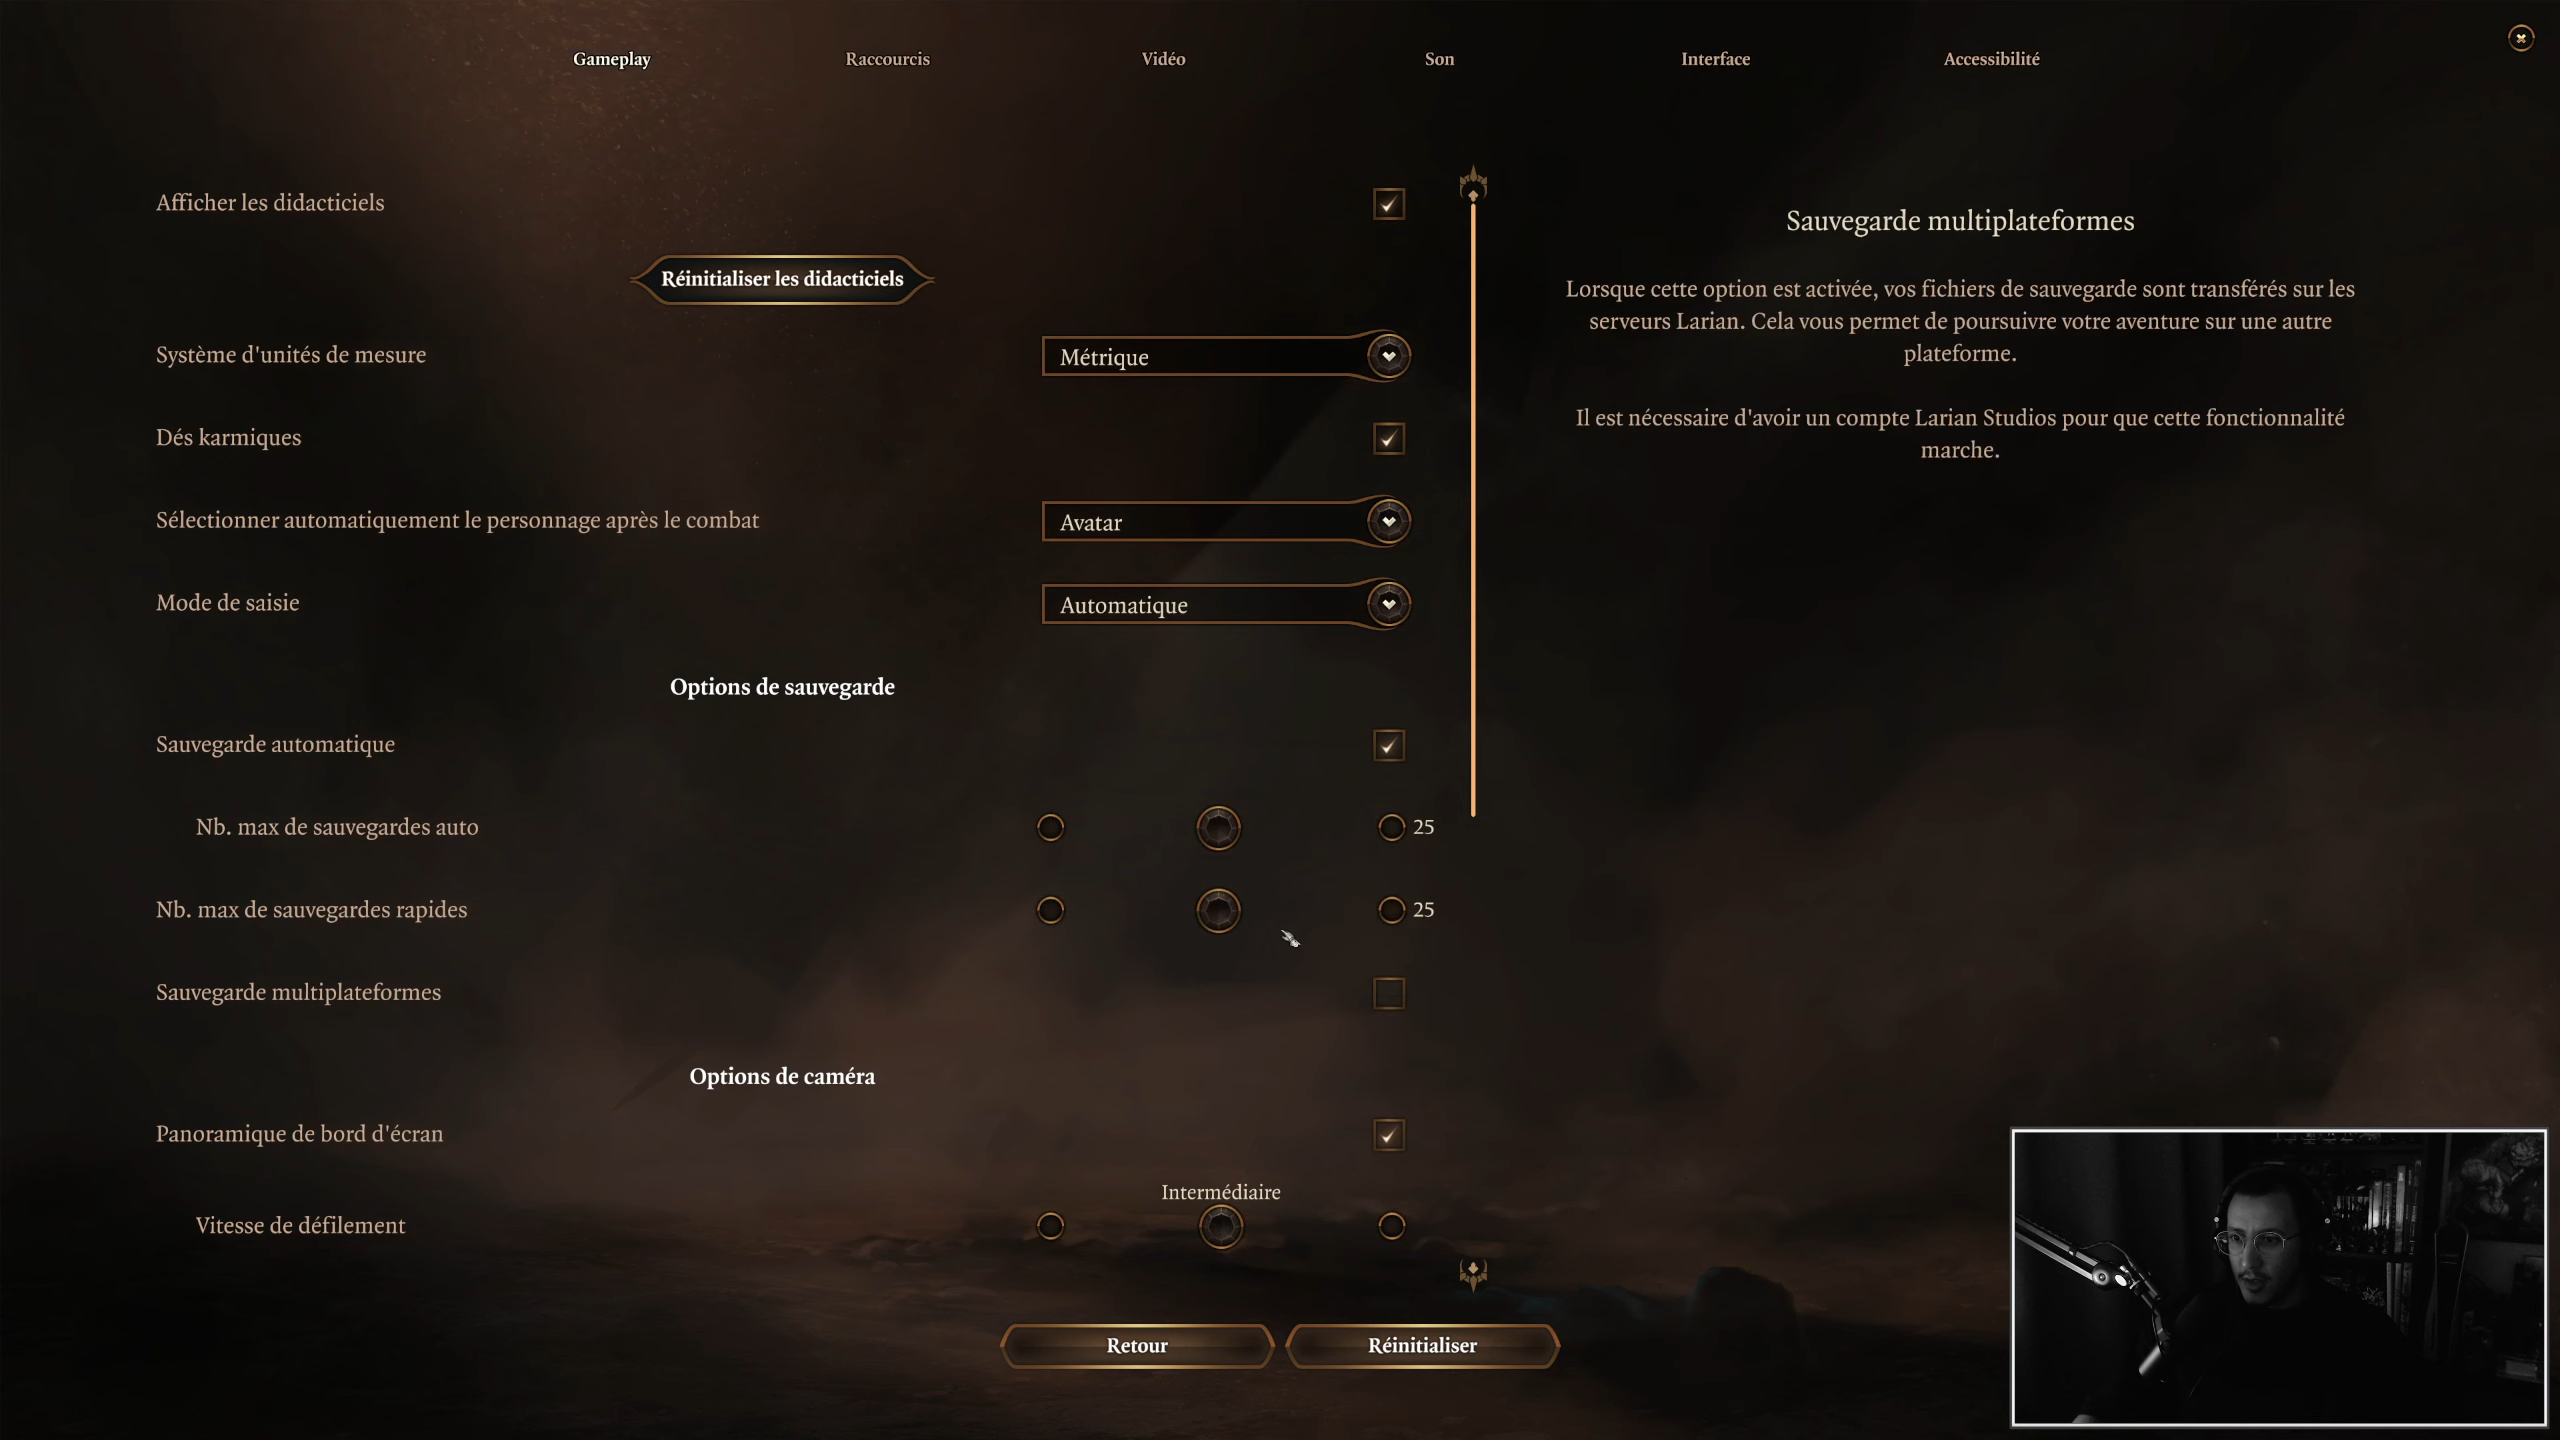 Gameplay
Raccourcis
Vidéo
Son
Interface
Accessibilité
Afficher les didacticiels
Réinitialiser les didacticiels
Système d'unités de mesure
Métrique
Dés karmiques
Sélectionner automatiquement le personnage après le combat
Avatar
Mode de saisie
Automatique
Options de sauvegarde
Sauvegarde automatique
Nb. max de sauvegardes auto
25
Nb. max de sauvegardes rapides
25
Sauvegarde multiplateformes
Options de caméra
Panoramique de bord d'écran
Intermédiaire
Vitesse de défilement
Retour
Réinitialiser
Sauvegarde multiplateformes
Lorsque cette option est activée, vos fichiers de sauvegarde sont transférés sur les
serveurs Larian. Cela vous permet de poursuivre votre aventure sur une autre
plateforme.
Il est nécessaire d'avoir un compte Larian Studios pour que cette fonctionnalité
marche.